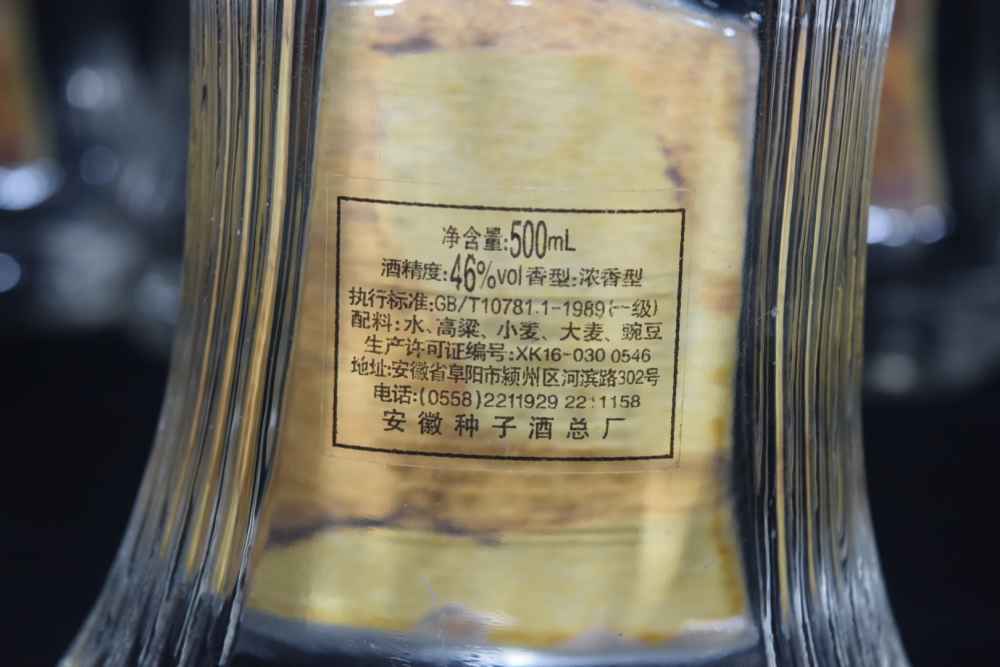 净含量:500mL
酒精度:46%vol 香型:浓香型
执行标准:GB/T10781.1-1989(一级)
配料:水、高粱、小麦、大麦、豌豆
生产许可证编号:XK16-030 0546
地址:安徽省阜阳市颍州区河滨路302号
电话:(0558)2211929 2211158
安徽种子酒总厂